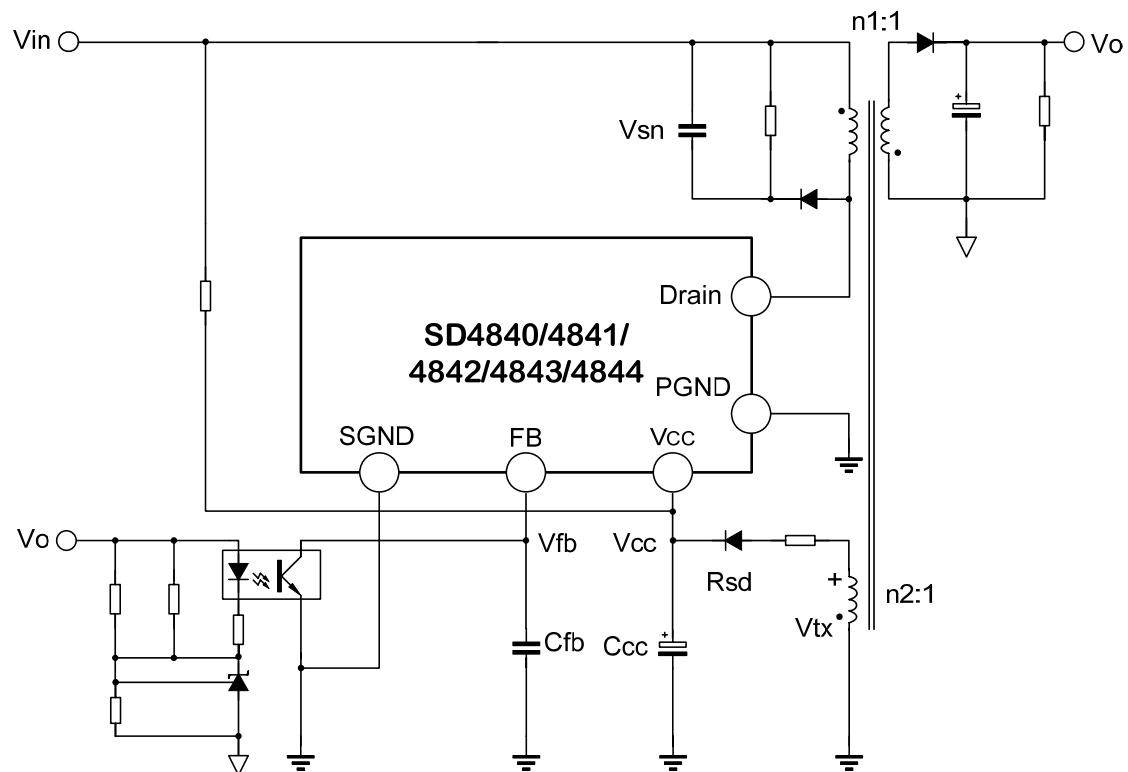 n1:1
Vin
Vo
Vsn
Drain
SD4840/4841/
4842/4843/4844
PGND
SGND
FB
Vcc
Vo
Vfb
Vcc
Rsd
+
n2:1
Vtx
Cfb
Ccc
+
+